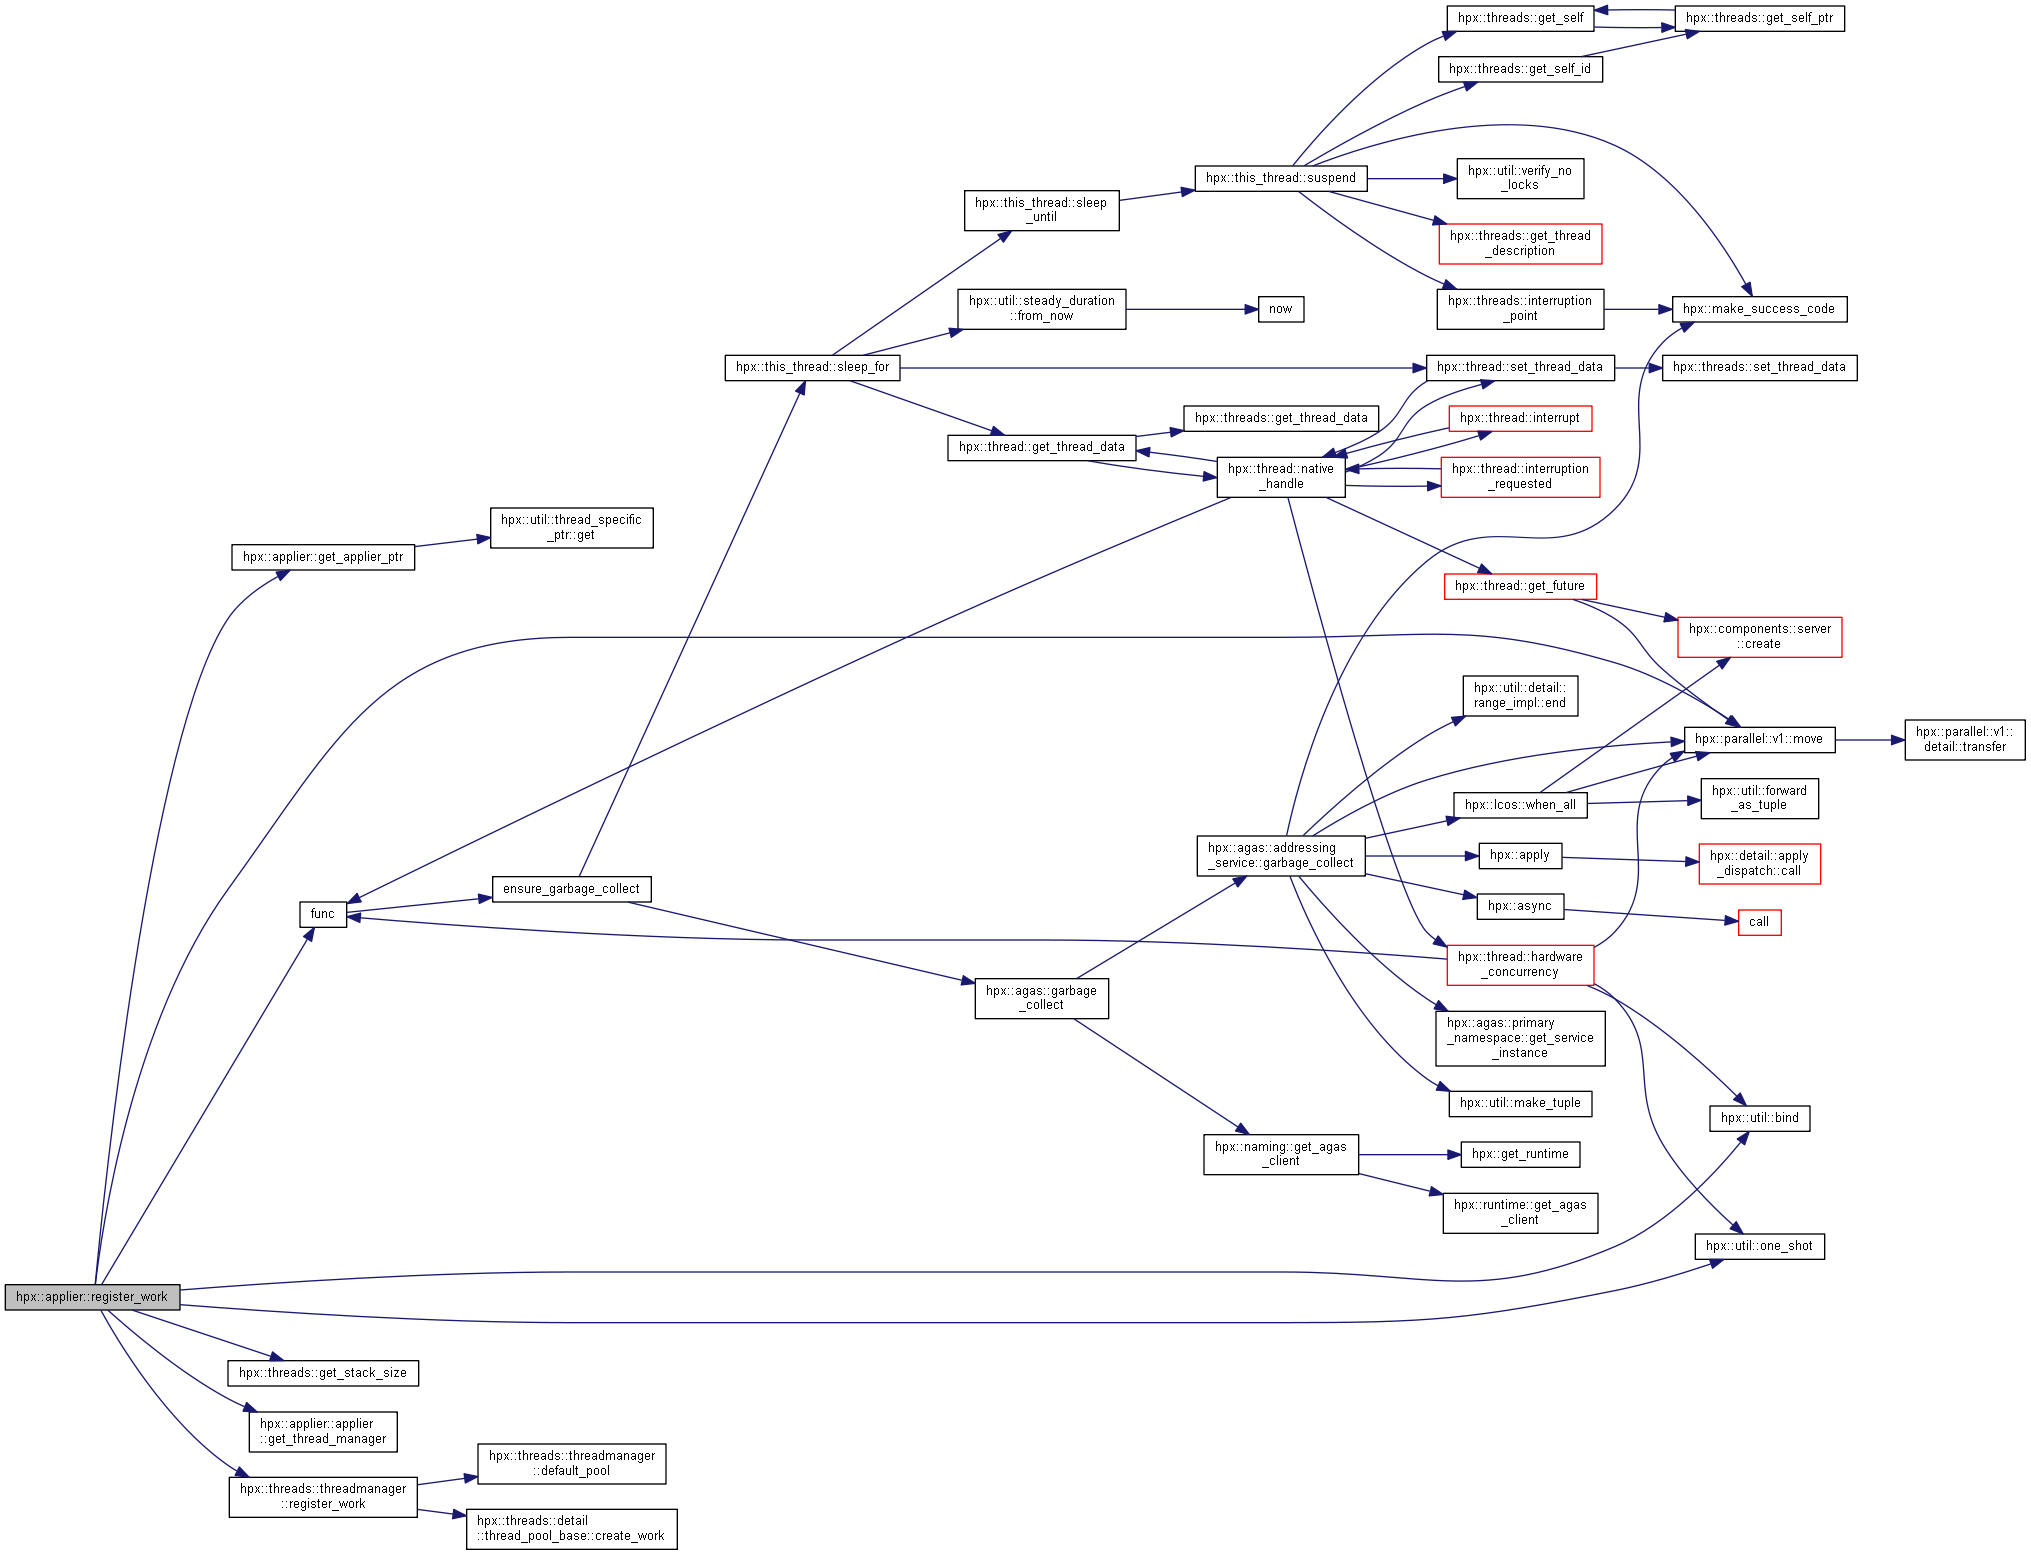 hpx::threads::get_self
hpx::threads::get_self_ptr
hpx::threads::get_self_id
hpx::this_thread::suspend
hpx::util::verify_no
_locks
hpx::this_thread::sleep
_until
hpx::threads::get_thread
_description
hpx::util::steady_duration
::from_now
now
hpx::threads::interruption
_point
hpx::make_success_code
hpx::this_thread::sleep_for
hpx::thread::set_thread_data
hpx::threads::set_thread_data
hpx::threads::get_thread_data
hpx::thread::interrupt
hpx::thread::get_thread_data
hpx::thread::native
_handle
hpx::thread::interruption
_requested
hpx::util::thread_specific
_ptr::get
hpx::applier::get_applier_ptr
hpx::thread::get_future
hpx::components::server
::create
hpx::util::detail::
range_impl::end
hpx::parallel::v1::move
hpx::parallel::v1::
detail::transfer
hpx::lcos::when_all
hpx::util::forward
_as_tuple
hpx::agas::addressing
_service::garbage_collect
hpx::apply
hpx::detail::apply
_dispatch::call
ensure_garbage_collect
func
hpx::async
call
hpx::thread::hardware
_concurrency
hpx::agas::garbage
_collect
hpx::agas::primary
_namespace::get_service
_instance
hpx::util::make_tuple
hpx::util::bind
hpx::naming::get_agas
_client
hpx::get_runtime
hpx::runtime::get_agas
_client
hpx::util::one_shot
hpx::applier::register_work
hpx::threads::get_stack_size
hpx::applier::applier
::get_thread_manager
hpx::threads::threadmanager
::default_pool
hpx::threads::threadmanager
::register_work
hpx::threads::detail
::thread_pool_base::create_work